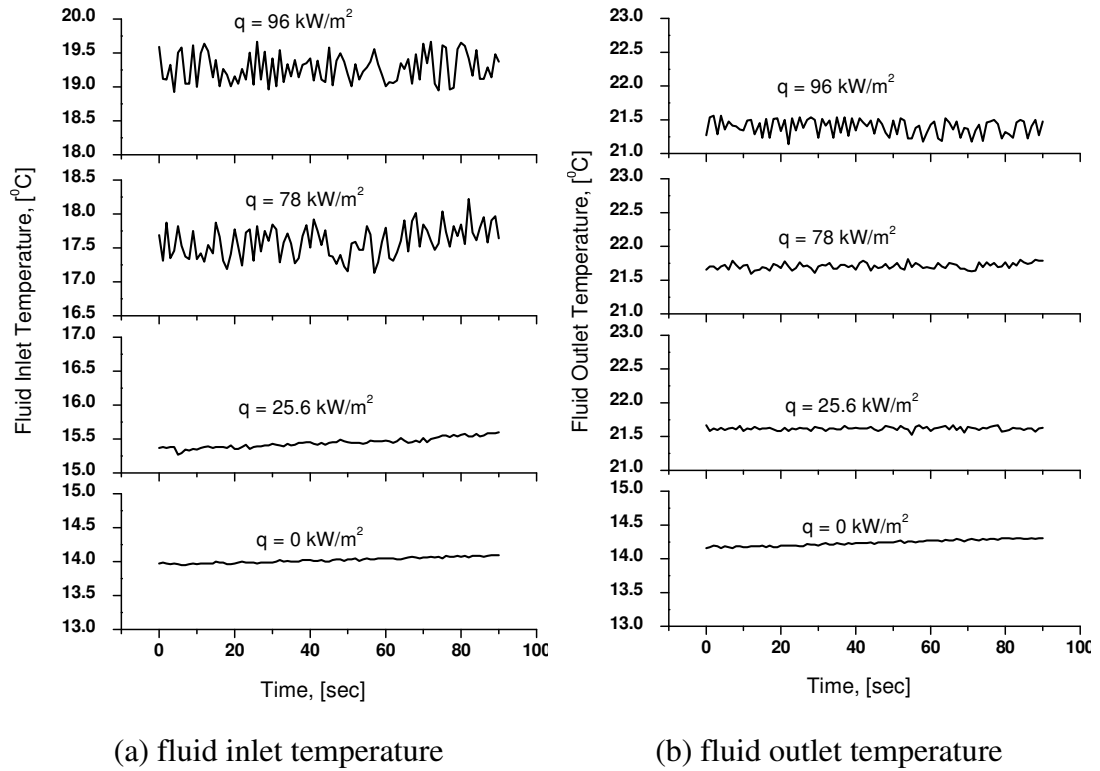 20.0
q = 96 kW/m²
19.5
19.0
18.5
18.0
q = 78 kW/m²
18.0
17.5
17.0
16.5
17.0
16.5
16.0
q = 25.6 kW/m²
15.5
15.0
15.0
14.5
q = 0 kW/m²
14.0
13.5
13.0
0 20 40 60 80 100
Fluid Inlet Temperature, [⁰C]
Time, [sec]
(a) fluid inlet temperature
23.0
22.5
22.0
q = 96 kW/m²
21.5
21.0
23.0
22.5
q = 78 kW/m²
22.0
21.5
21.0
23.0
22.5
22.0
q = 25.6 kW/m²
21.5
21.0
15.0
14.5
q = 0 kW/m²
14.0
13.5
13.0
0 20 40 60 80 100
Fluid Outlet Temperature, [⁰C]
Time, [sec]
(b) fluid outlet temperature